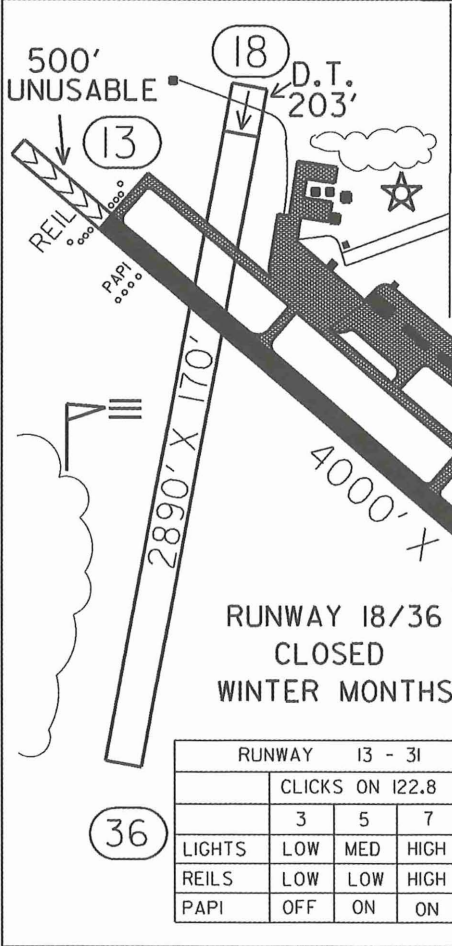 500'
UNUSABLE
18
D.T.
203'
13
REIL
PAPI
2890' X 170'
4000' X
RUNWAY 18/36
CLOSED
WINTER MONTHS
36
RUNWAY 13 - 31
CLICKS ON 122.8
3 5 7
LIGHTS LOW MED HIGH
REILS LOW LOW HIGH
PAPI OFF ON ON